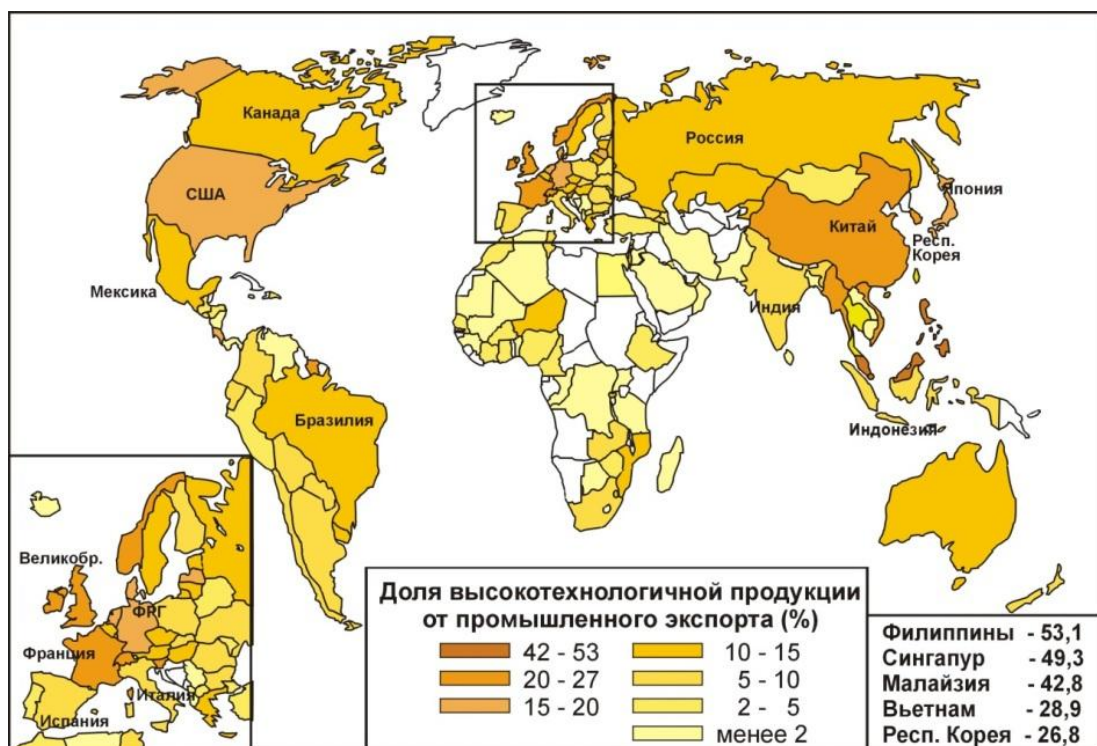 Канада
Россия
США
Япония
Китай
Респ.
Корея
Мексика
Индия
Бразилия
Индонезия
Великобр.
ФРГ
Франция
Италия
Испания
Доля высокотехнологичной продукции
от промышленного экспорта (%)
42 - 53
10 - 15
20 - 27
5 - 10
15 - 20
2 - 5
менее 2
Филиппины - 53,1
Сингапур - 49,3
Малайзия - 42,8
Вьетнам - 28,9
Респ. Корея - 26,8